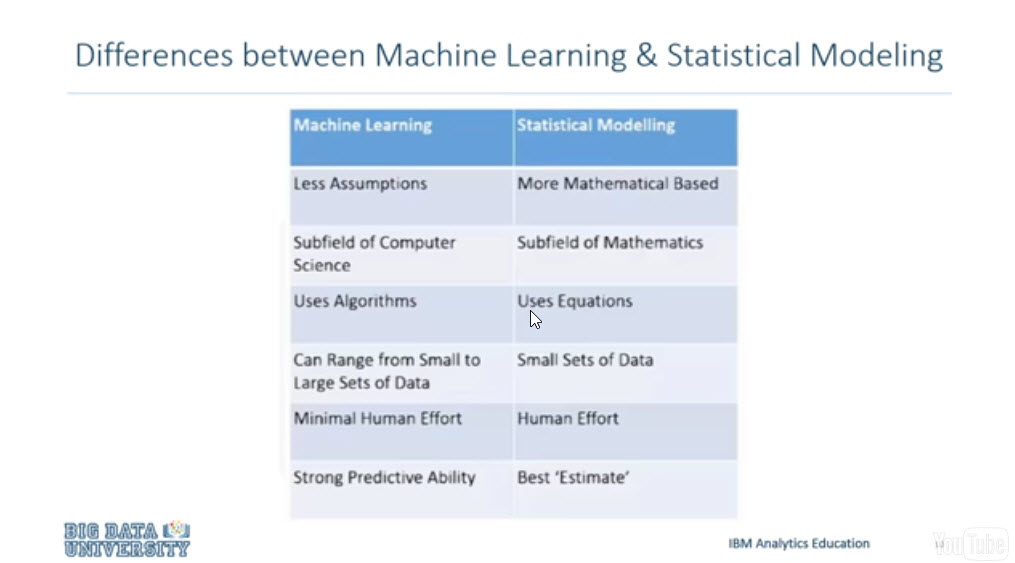 Differences between Machine Learning & Statistical Modeling
Machine Learning Statistical Modelling
Less Assumptions More Mathematical Based
Subfield of Computer Subfield of Mathematics
Science
Uses Algorithms Uses Equations
Can Range from Small to Small Sets of Data
Large Sets of Data
Minimal Human Effort Human Effort
Strong Predictive Ability Best ‘Estimate’
BIG DATA
UNIVERSITY
IBM Analytics Education
YouTube